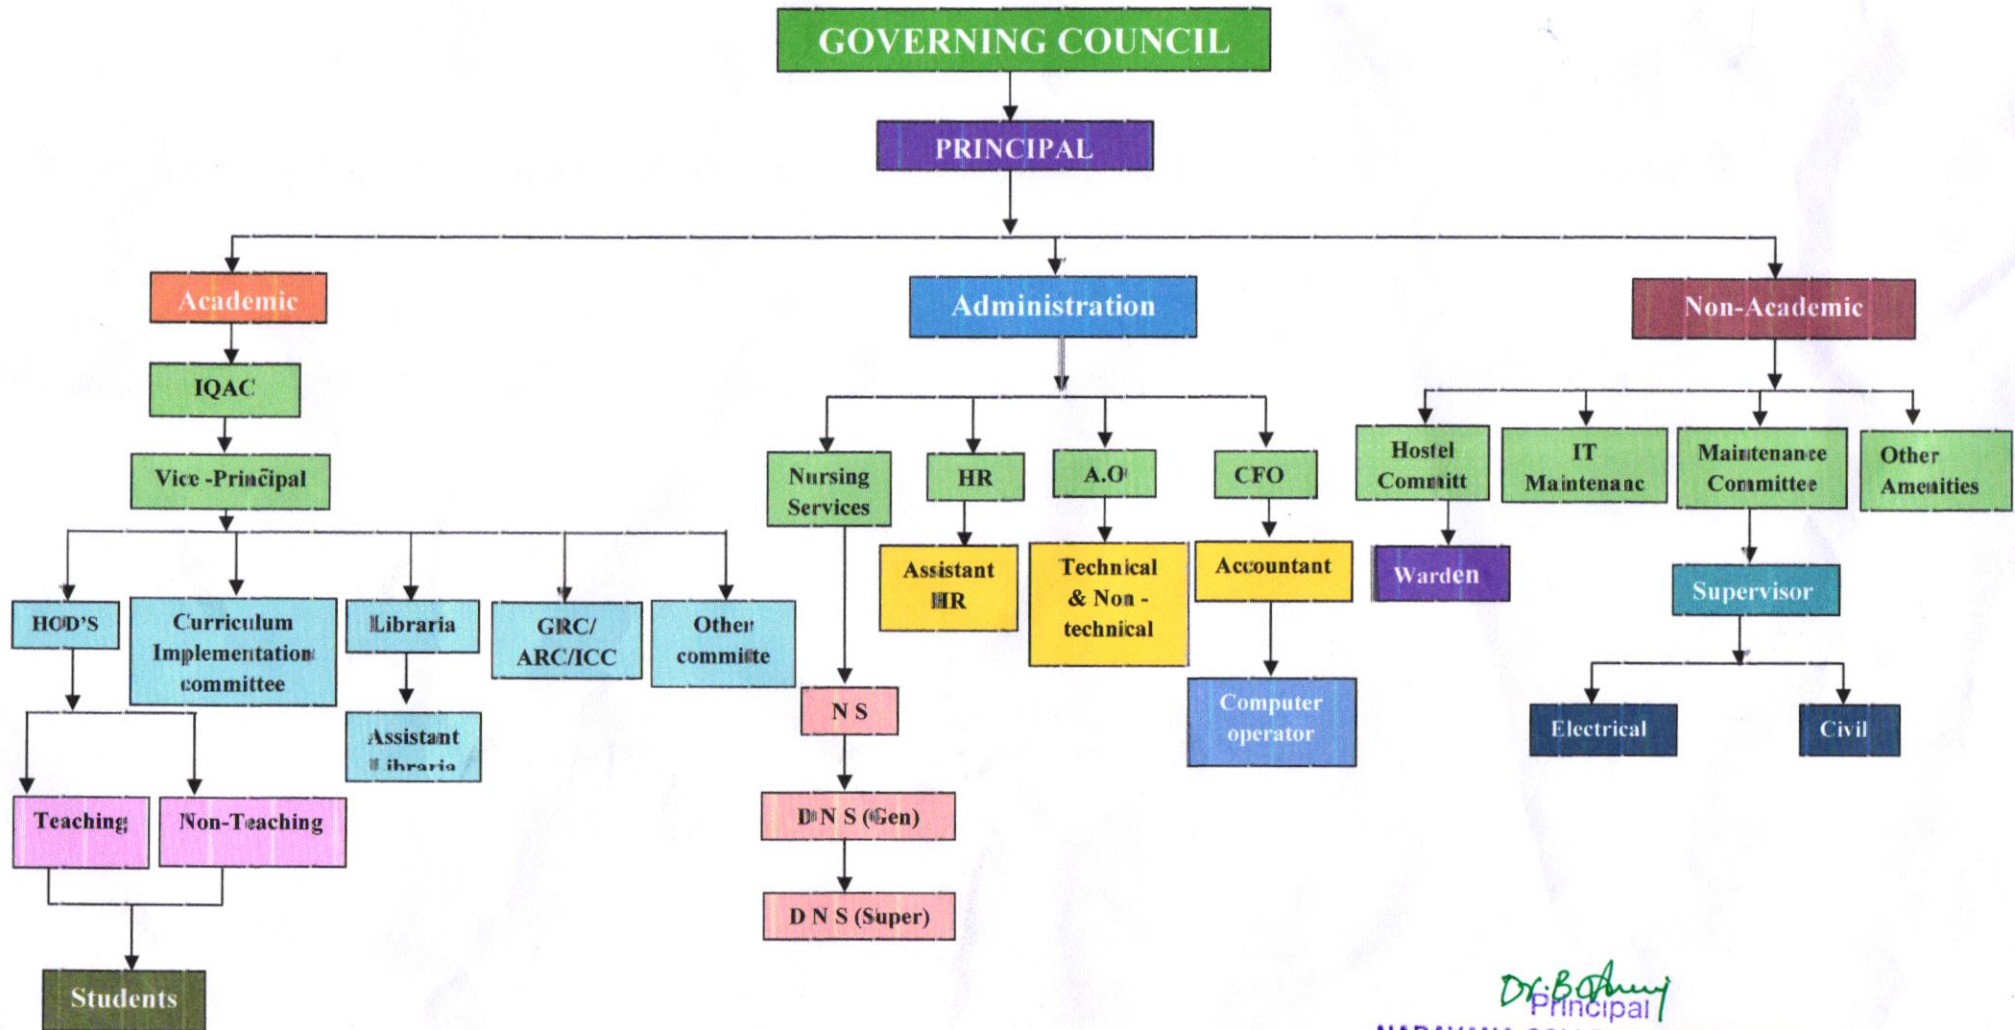 GOVERNING COUNCIL
PRINCIPAL
Academic
Administration
Non-Academic
IQAC
Vice -Principal
Nursing
Services
HR
A.O
CFO
Hostel
Committ
IT
Maintenanc
Maintenance
Committee
Other
Amenities
HOD'S
Curriculum
Implementation
committee
Libraria
GRC/
ARC/ICC
Other
committe
Assistant
HR
Technical
& Non -
technical
Accountant
Warden
Supervisor
Assistant
Libraria
N S
Computer
operator
Electrical
Civil
Teaching
Non-Teaching
D N S (Gen)
D N S (Super)
Students
Dr. B
Principal